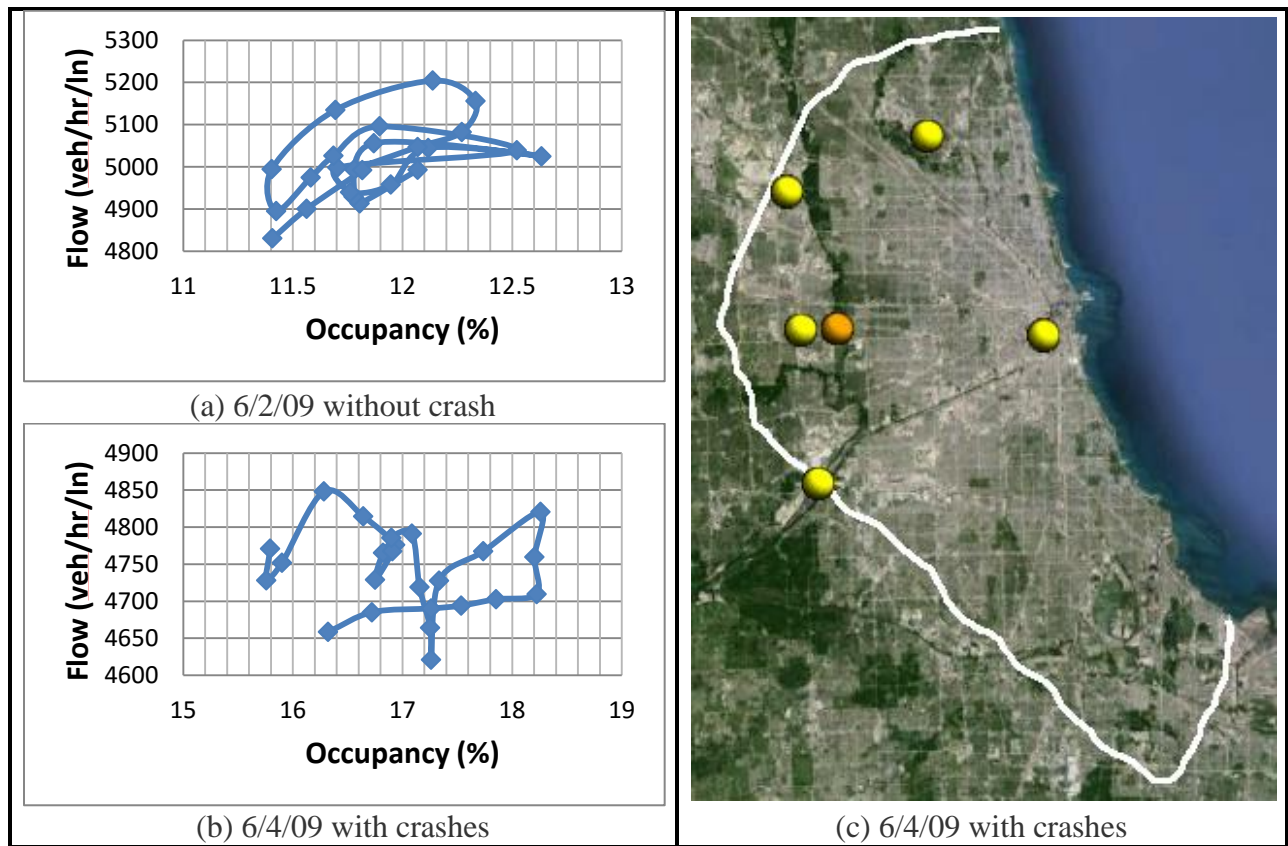 5300
5200
5100
5000
4900
4800
Flow (veh/hr/ln)
11 11.5 12 12.5 13
Occupancy (%)
(a) 6/2/09 without crash
4900
4850
4800
4750
4700
4650
4600
Flow (veh/hr/ln)
15 16 17 18 19
Occupancy (%)
(b) 6/4/09 with crashes
(c) 6/4/09 with crashes